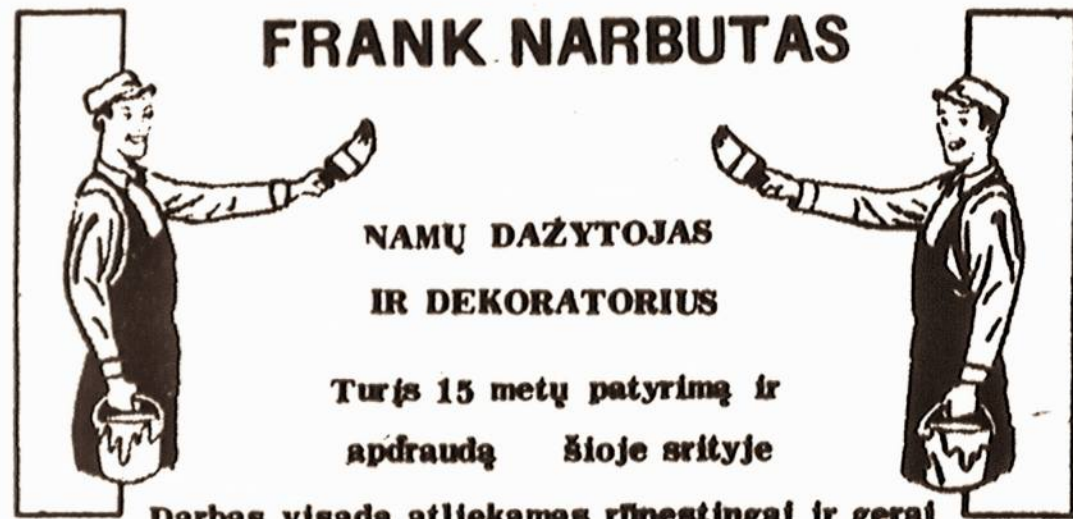 FRANK NARBUTAS
NAMŲ DAŽYTOJAS
IR DEKORATORIUS
Turįs 15 metų patyrimą ir
apdraudą šioje srityje
Darbas visada atliekamas rūpestingai ir gerai